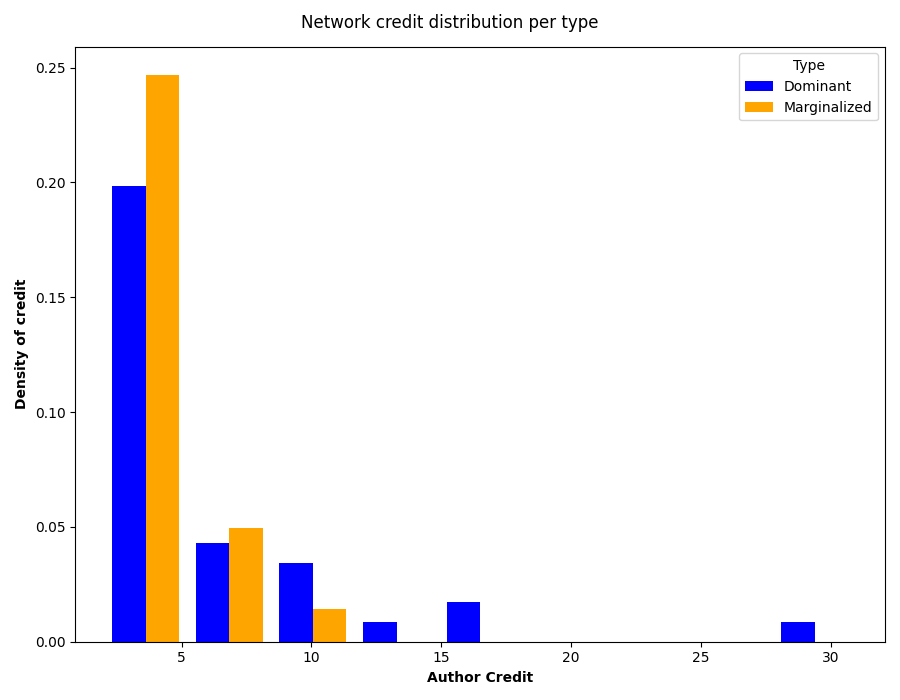 Network credit distribution per type
Type
Dominant
Marginalized
Density of credit
0.25
0.20
0.15
0.10
0.05
0.00
5 10 15 20 25 30
Author Credit